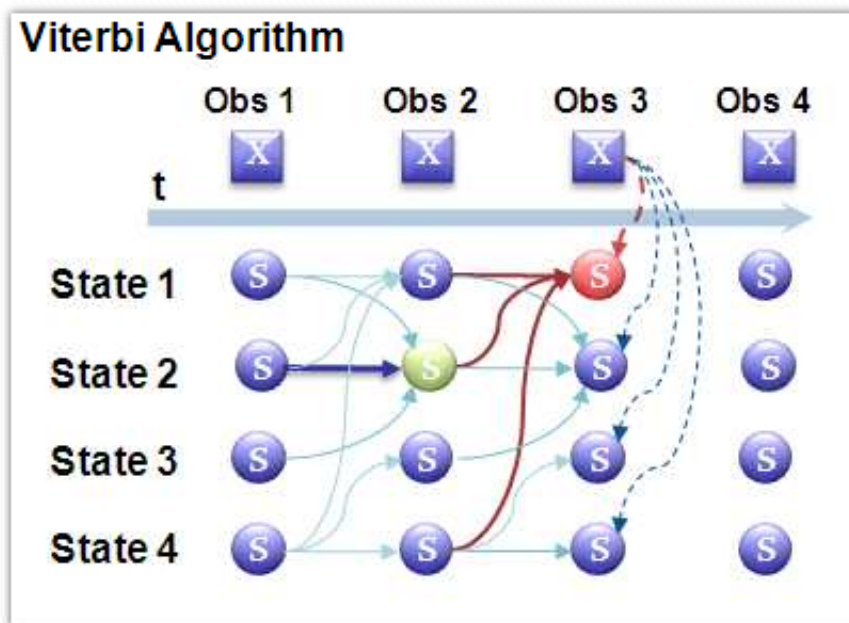 Viterbi Algorithm
Obs 1 Obs 2 Obs 3 Obs 4
X X X X
t
State 1 S S S S
State 2 S S S S
State 3 S S S S
State 4 S S S S